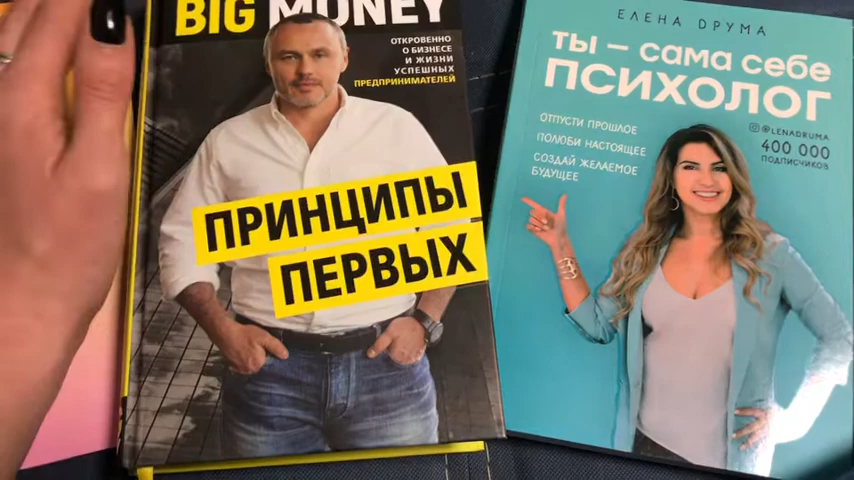 BIG MONEY
ОТКРОВЕННО
О БИЗНЕСЕ
И ЖИЗНИ
УСПЕШНЫХ
ПРЕДПРИНИМАТЕЛЕЙ
ПРИНЦИПЫ
ПЕРВЫХ
ЕЛЕНА DРУМА
ТЫ – сама себе
ПСИХОЛОГ
ОТПУСТИ ПРОШЛОЕ
ПОЛЮБИ НАСТОЯЩЕЕ
СОЗДАЙ ЖЕЛАЕМОЕ
БУДУЩЕЕ
@LENADRUMA
400 000
ПОДПИСЧИКОВ